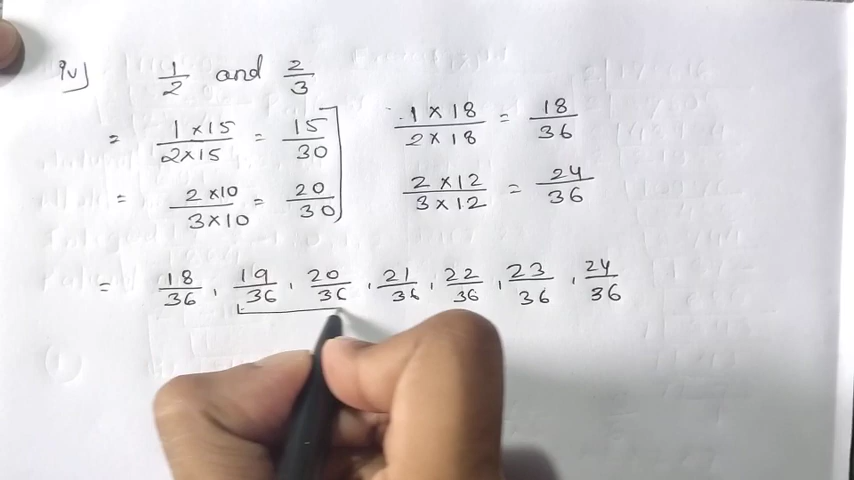 iv) 1/2 and 2/3
= 1 × 15 / 2 × 15 = 15/30
= 2 × 10 / 3 × 10 = 20/30
1 × 18 / 2 × 18 = 18/36
2 × 12 / 3 × 12 = 24/36
= 18/36, 19/36, 20/36, 21/36, 22/36, 23/36, 24/36